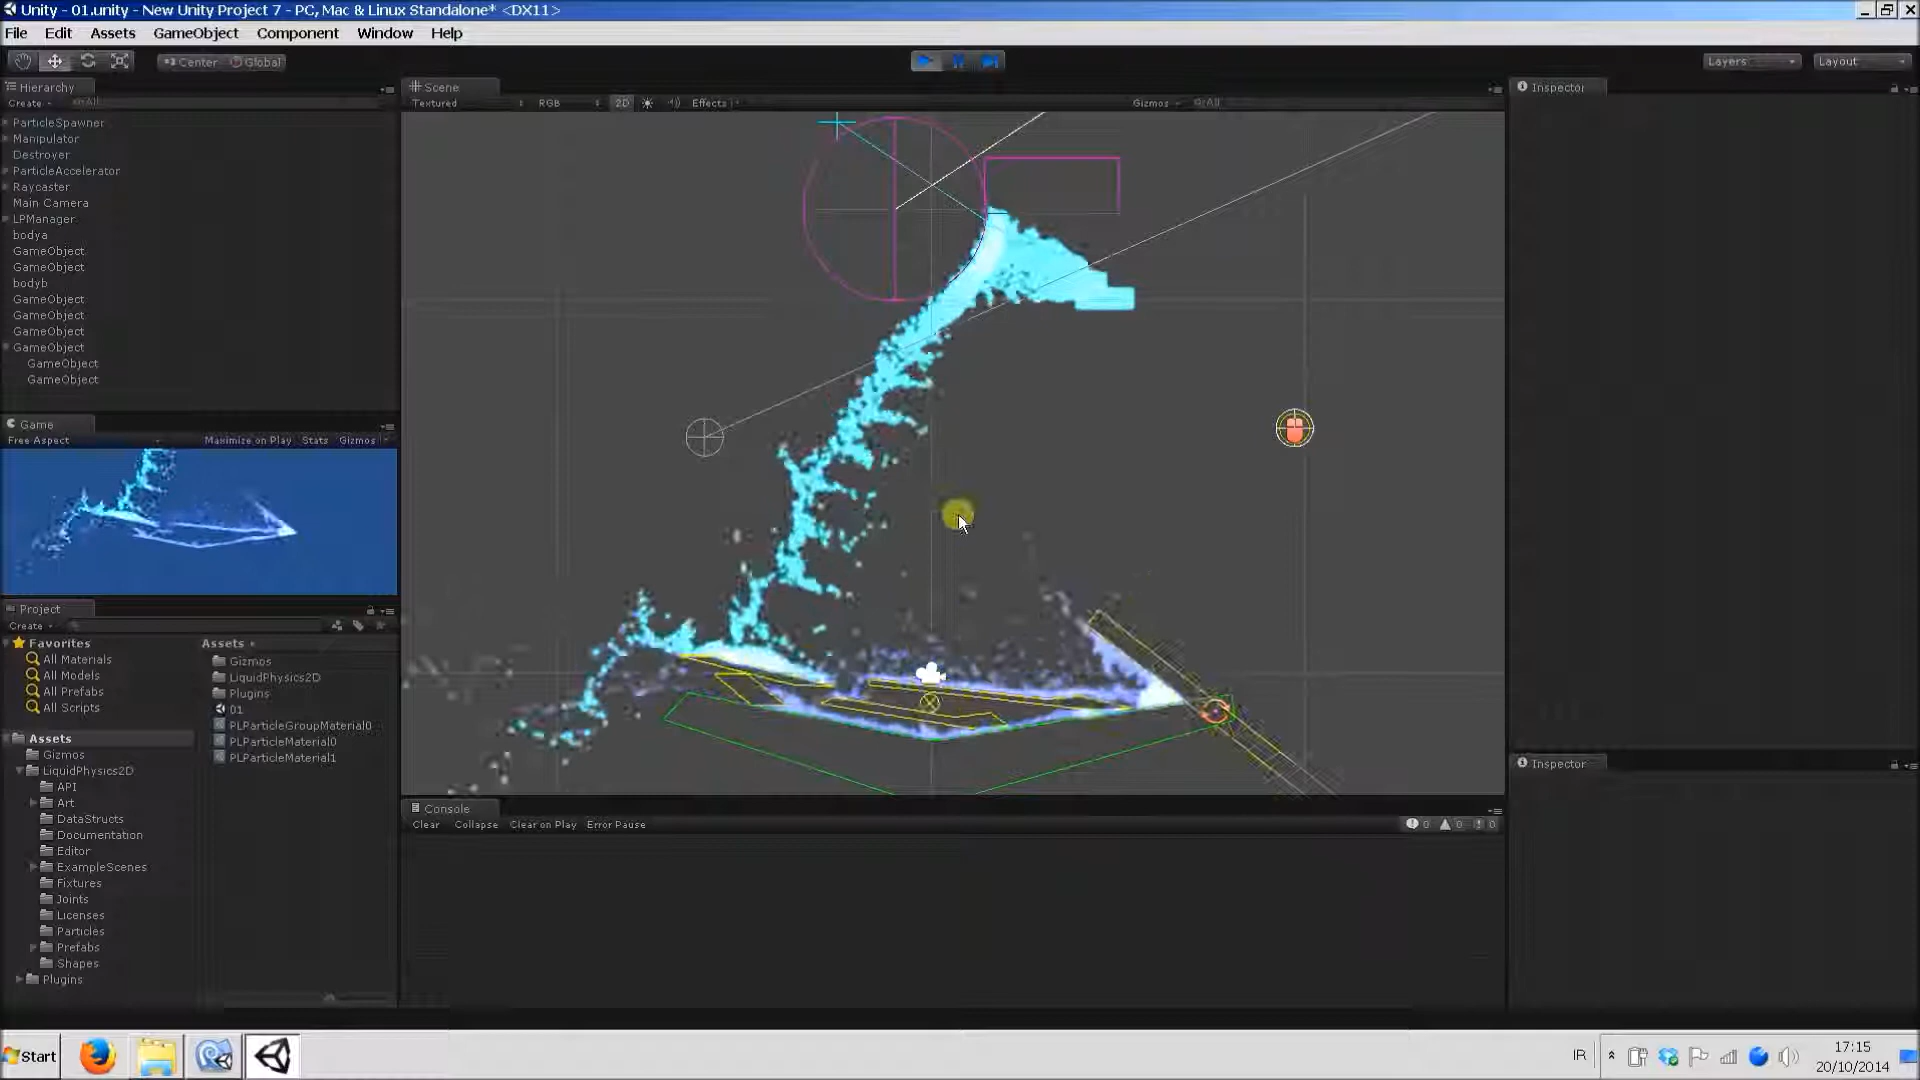 Unity - 01.unity - New Unity Project 7 - PC, Mac & Linux Standalone* <DX11>
File Edit Assets GameObject Component Window Help
Center Global
Layers Layout
Hierarchy
Create All
ParticleSpawner
Manipulator
Destroyer
ParticleAccelerator
Raycaster
Main Camera
LPManager
bodya
GameObject
GameObject
bodyb
GameObject
GameObject
GameObject
GameObject
GameObject
GameObject
Game
Free Aspect Maximize on Play Stats Gizmos
Project
Create
Favorites
All Materials
All Models
All Prefabs
All Scripts
Assets
Gizmos
LiquidPhysics2D
API
Art
DataStructs
Documentation
Editor
ExampleScenes
Fixtures
Joints
Licenses
Particles
Prefabs
Shapes
Plugins
Assets
Gizmos
LiquidPhysics2D
Plugins
01
PLParticleGroupMaterial0
PLParticleMaterial0
PLParticleMaterial1
Scene
Textured RGB 2D Effects Gizmos All
Console
Clear Collapse Clear on Play Error Pause 0 0 0
Inspector
Inspector
Start
IR
17:15
20/10/2014